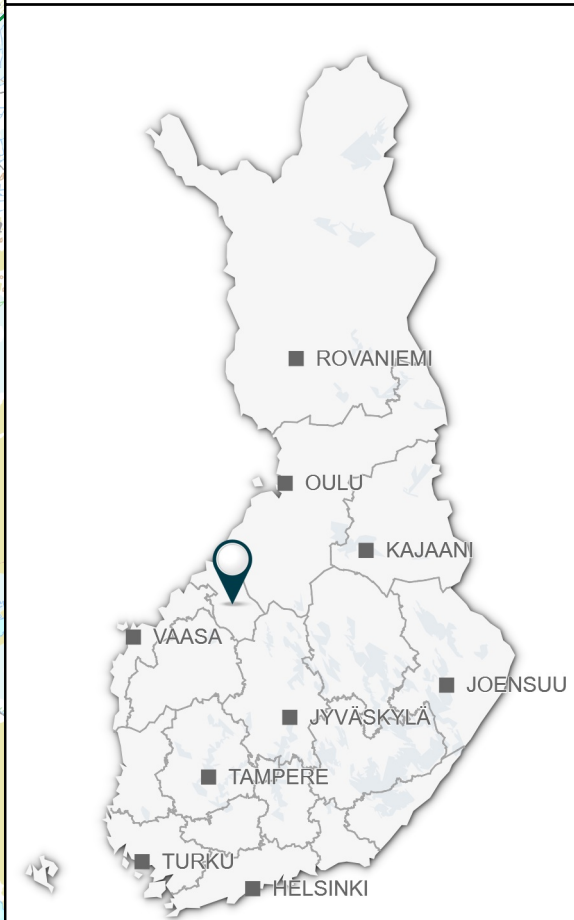 ROVANIEMI
OULU
KAJAANI
VAASA
JOENSUU
JYVÄSKYLÄ
TAMPERE
TURKU
HELSINKI